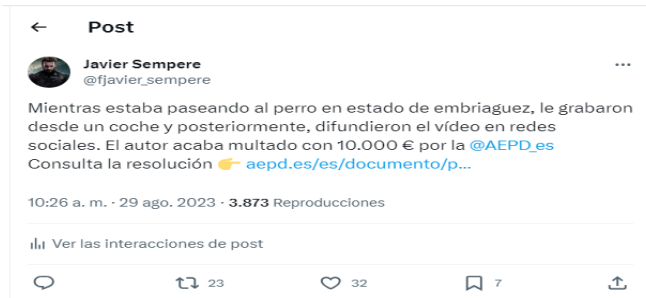 Post
Javier Sempere
@fjavier_sempere
Mientras estaba paseando al perro en estado de embriaguez, le grabaron
desde un coche y posteriormente, difundieron el vídeo en redes
sociales. El autor acaba multado con 10.000 € por la @AEPD_es
Consulta la resolución 👉 aepd.es/es/documento/p...
10:26 a. m. · 29 ago. 2023 · 3.873 Reproducciones
Ver las interacciones de post
23 32 7